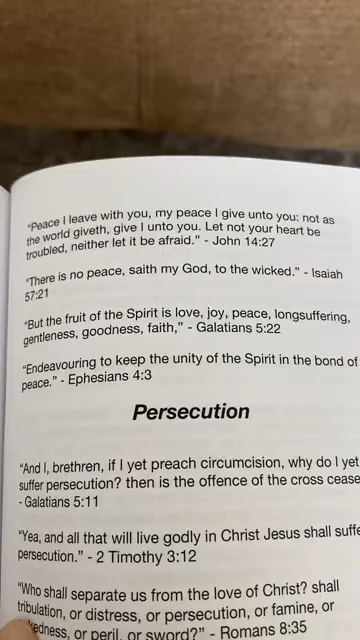 "Peace I leave with you, my peace I give unto you: not as
the world giveth, give I unto you. Let not your heart be
troubled, neither let it be afraid." - John 14:27
"There is no peace, saith my God, to the wicked." - Isaiah
57:21
"But the fruit of the Spirit is love, joy, peace, longsuffering,
gentleness, goodness, faith," - Galatians 5:22
"Endeavouring to keep the unity of the Spirit in the bond of
peace." - Ephesians 4:3
Persecution
"And I, brethren, if I yet preach circumcision, why do I yet
suffer persecution? then is the offence of the cross cease
- Galatians 5:11
"Yea, and all that will live godly in Christ Jesus shall suffe
persecution." - 2 Timothy 3:12
"Who shall separate us from the love of Christ? shall
tribulation, or distress, or persecution, or famine, or
kedness, or peril, or sword?" - Romans 8:35